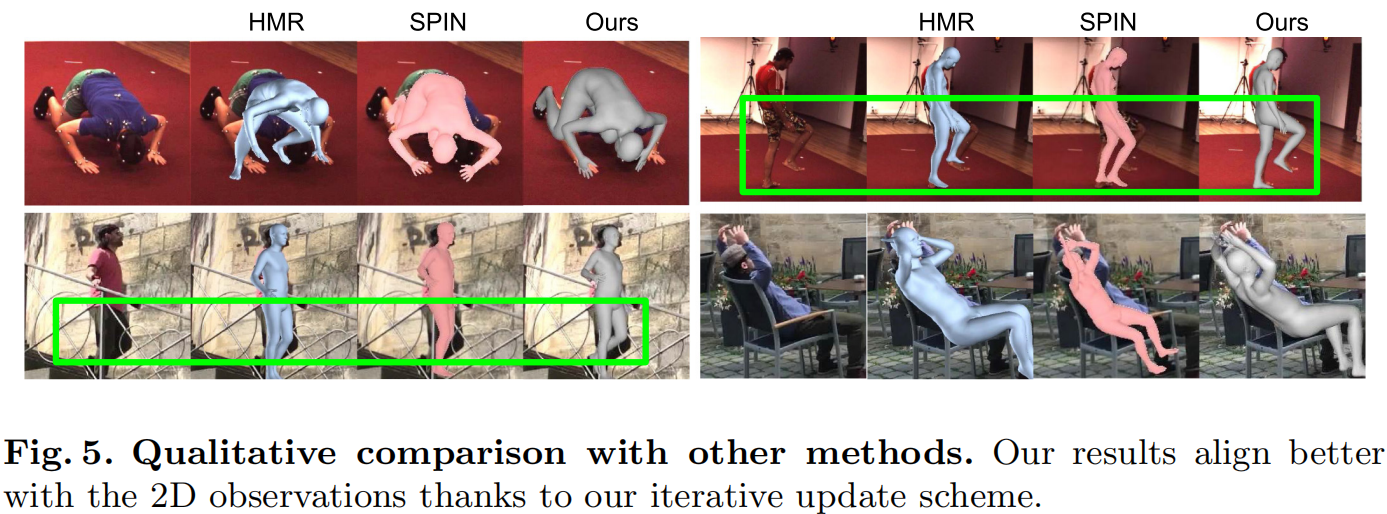 HMR SPIN Ours HMR SPIN Ours
Fig. 5. Qualitative comparison with other methods. Our results align better
with the 2D observations thanks to our iterative update scheme.